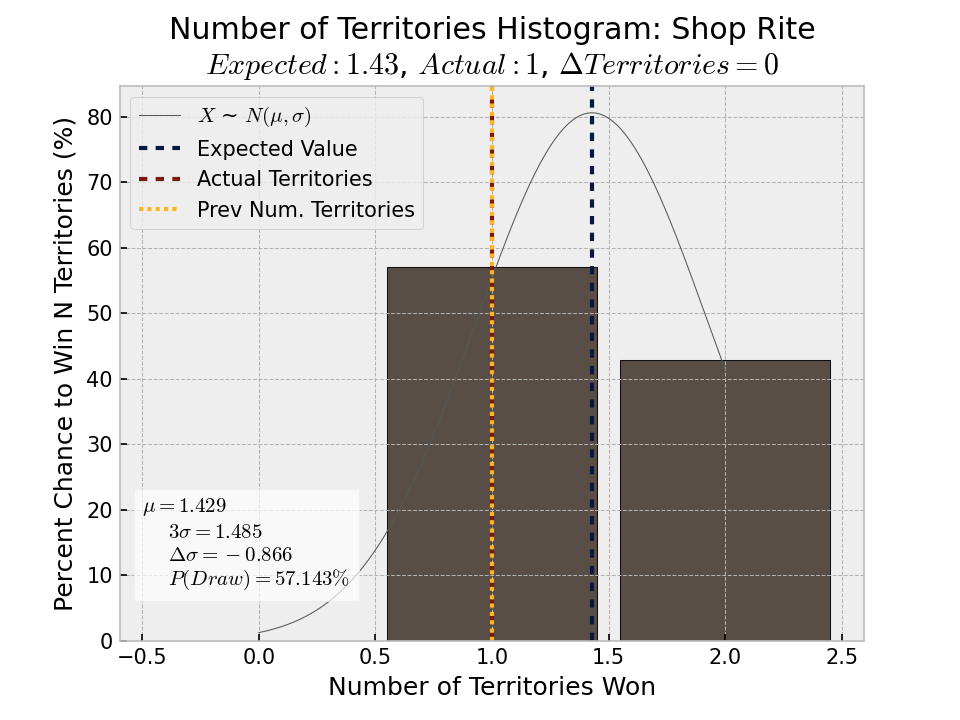 Number of Territories Histogram: Shop Rite
Expected : 1.43, Actual : 1, ΔTerritories = 0
X ∼ N(μ, σ)
Expected Value
Actual Territories
Prev Num. Territories
Percent Chance to Win N Territories (%)
80
70
60
50
40
30
20
10
0
μ = 1.429
3σ = 1.485
Δσ = −0.866
P(Draw) = 57.143%
−0.5 0.0 0.5 1.0 1.5 2.0 2.5
Number of Territories Won